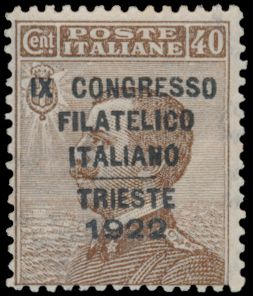 Cent POSTE 40
ITALIANE
IX CONGRESSO
FILATELICO
ITALIANO
TRIESTE
1922